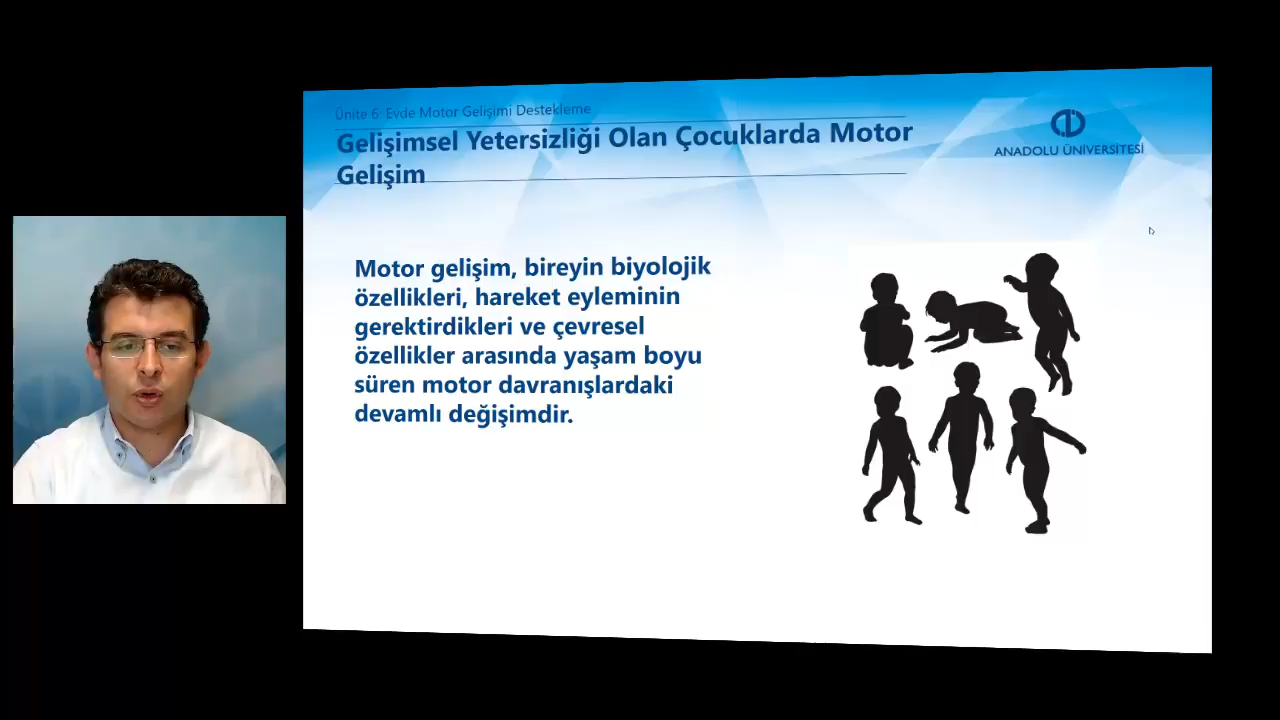 Ünite 6: Evde Motor Gelişimi Destekleme
Gelişimsel Yetersizliği Olan Çocuklarda Motor
Gelişim
ANADOLU ÜNİVERSİTESİ
Motor gelişim, bireyin biyolojik
özellikleri, hareket eyleminin
gerektirdikleri ve çevresel
özellikler arasında yaşam boyu
süren motor davranışlardaki
devamlı değişimdir.